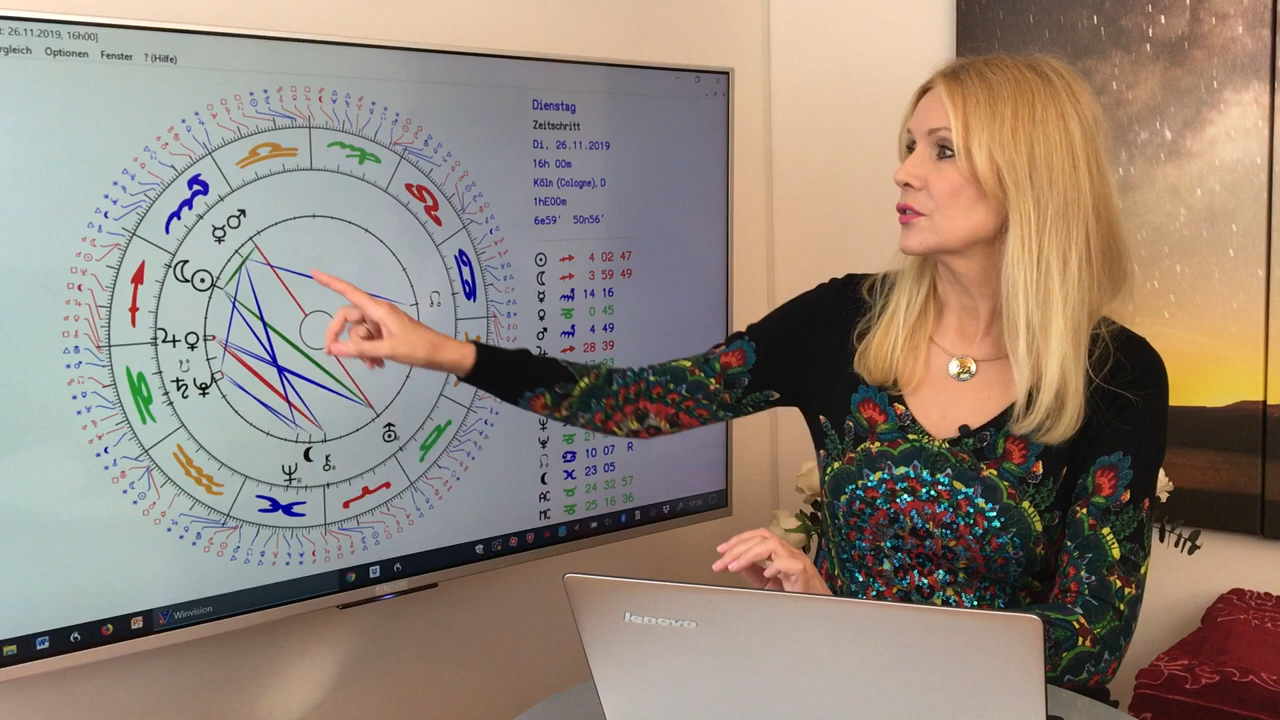 t: 26.11.2019, 16h00]
rgleich Optionen Fenster ? (Hilfe)
Dienstag
Zeitschritt
Di, 26.11.2019
16h 00m
Köln (Cologne), D
1hE00m
6e59' 50n56'
4 02 47
3 59 49
14 16
0 45
4 49
28 39
10 07 R
23 05
AC 24 32 57
MC 25 16 36
Winvision
lenovo